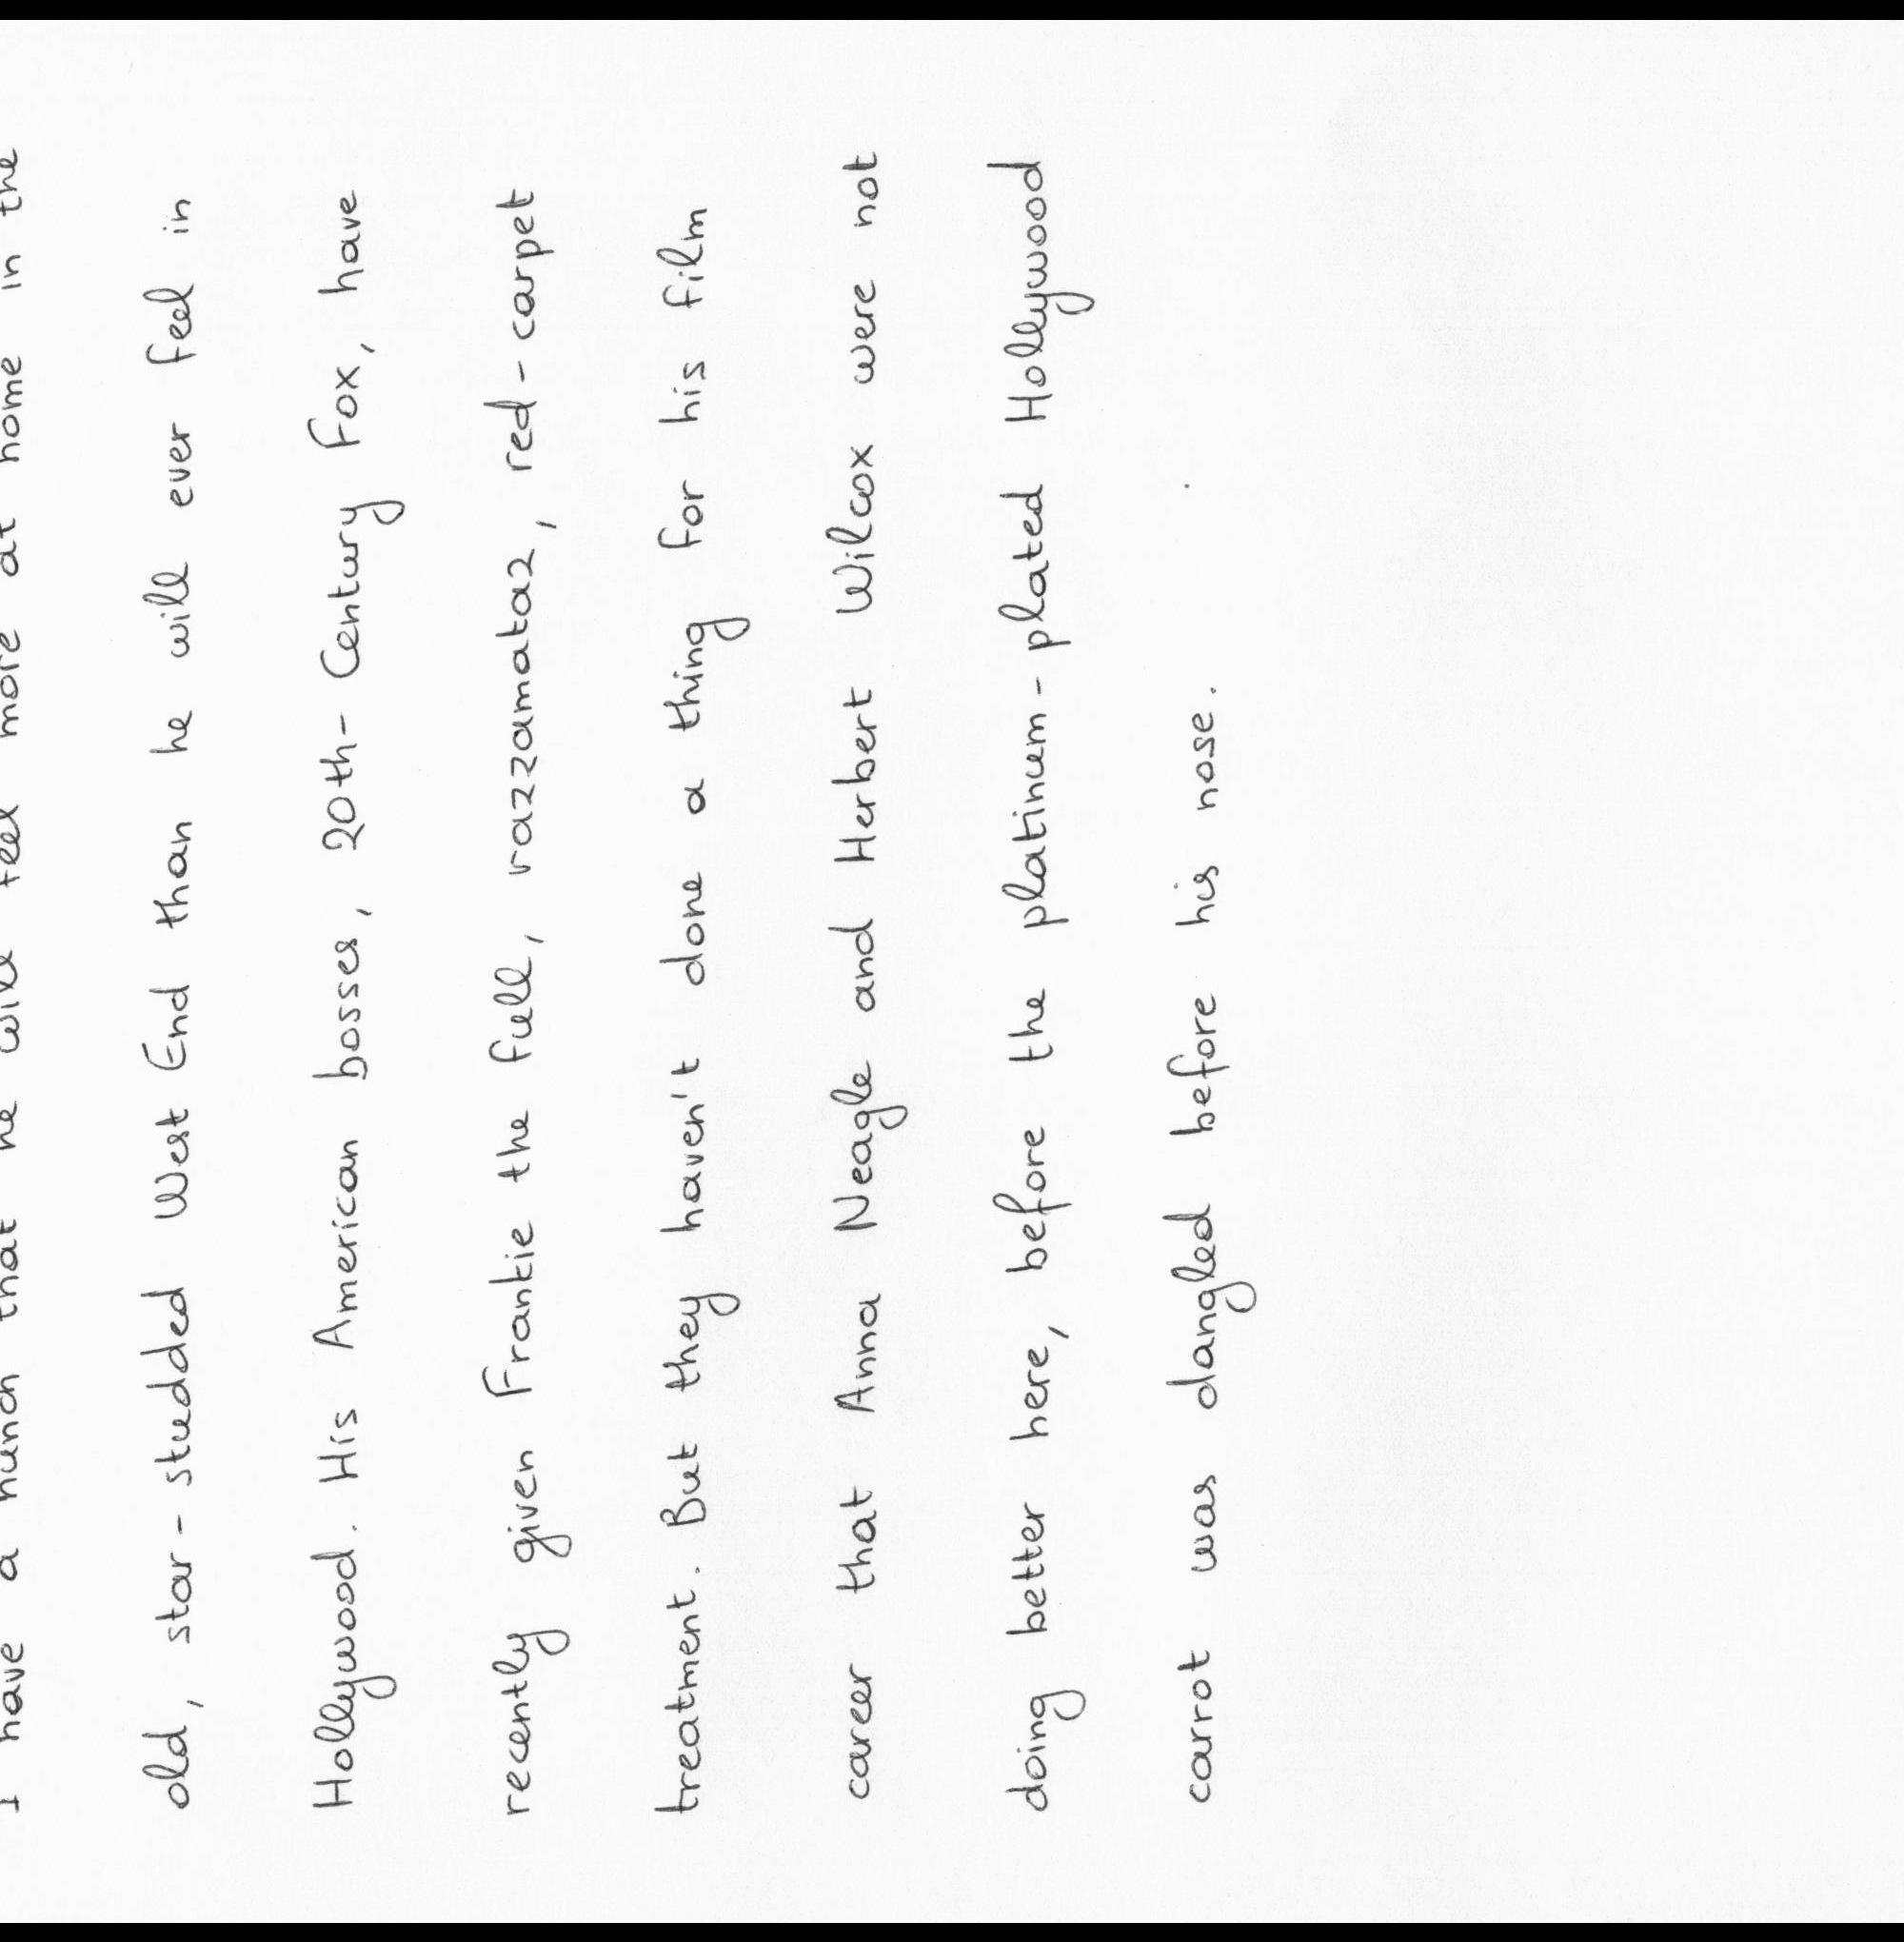 I have a hunch that he will feel more at home in the
old, star-studded West End than he will ever feel in
Hollywood. His American bosses, 20th-Century Fox, have
recently given Frankie the full, razzamataz, red-carpet
treatment. But they haven't done a thing for his film
career that Anna Neagle and Herbert Wilcox were not
doing better here, before the platinum-plated Hollywood
carrot was dangled before his nose.